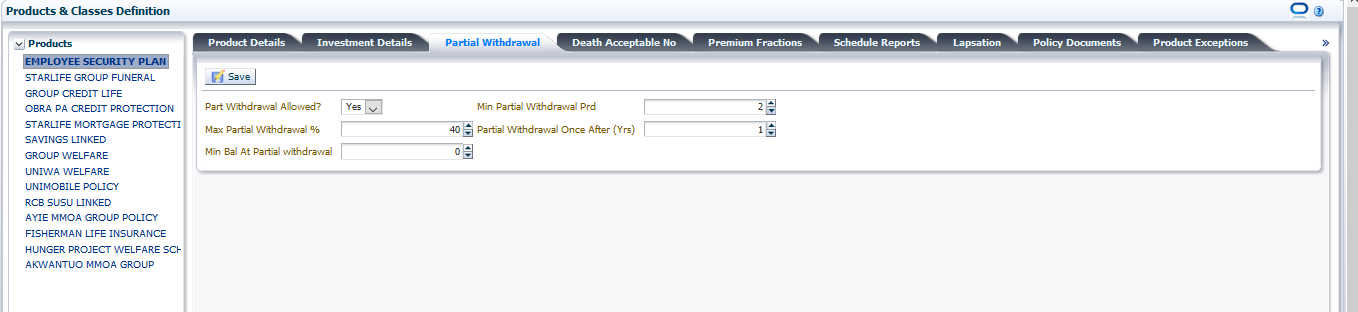 Products & Classes Definition
Products
EMPLOYEE SECURITY PLAN
STARLIFE GROUP FUNERAL
GROUP CREDIT LIFE
OBRA PA CREDIT PROTECTION
STARLIFE MORTGAGE PROTECTI
SAVINGS LINKED
GROUP WELFARE
UNIWA WELFARE
UNIMOBILE POLICY
RCB SUSU LINKED
AYIE MMOA GROUP POLICY
FISHERMAN LIFE INSURANCE
HUNGER PROJECT WELFARE SCH
AKWANTUO MMOA GROUP
Product Details Investment Details Partial Withdrawal Death Acceptable No Premium Fractions Schedule Reports Lapsation Policy Documents Product Exceptions »
Save
Part Withdrawal Allowed? Yes Min Partial Withdrawal Prd 2
Max Partial Withdrawal % 40 Partial Withdrawal Once After (Yrs) 1
Min Bal At Partial withdrawal 0